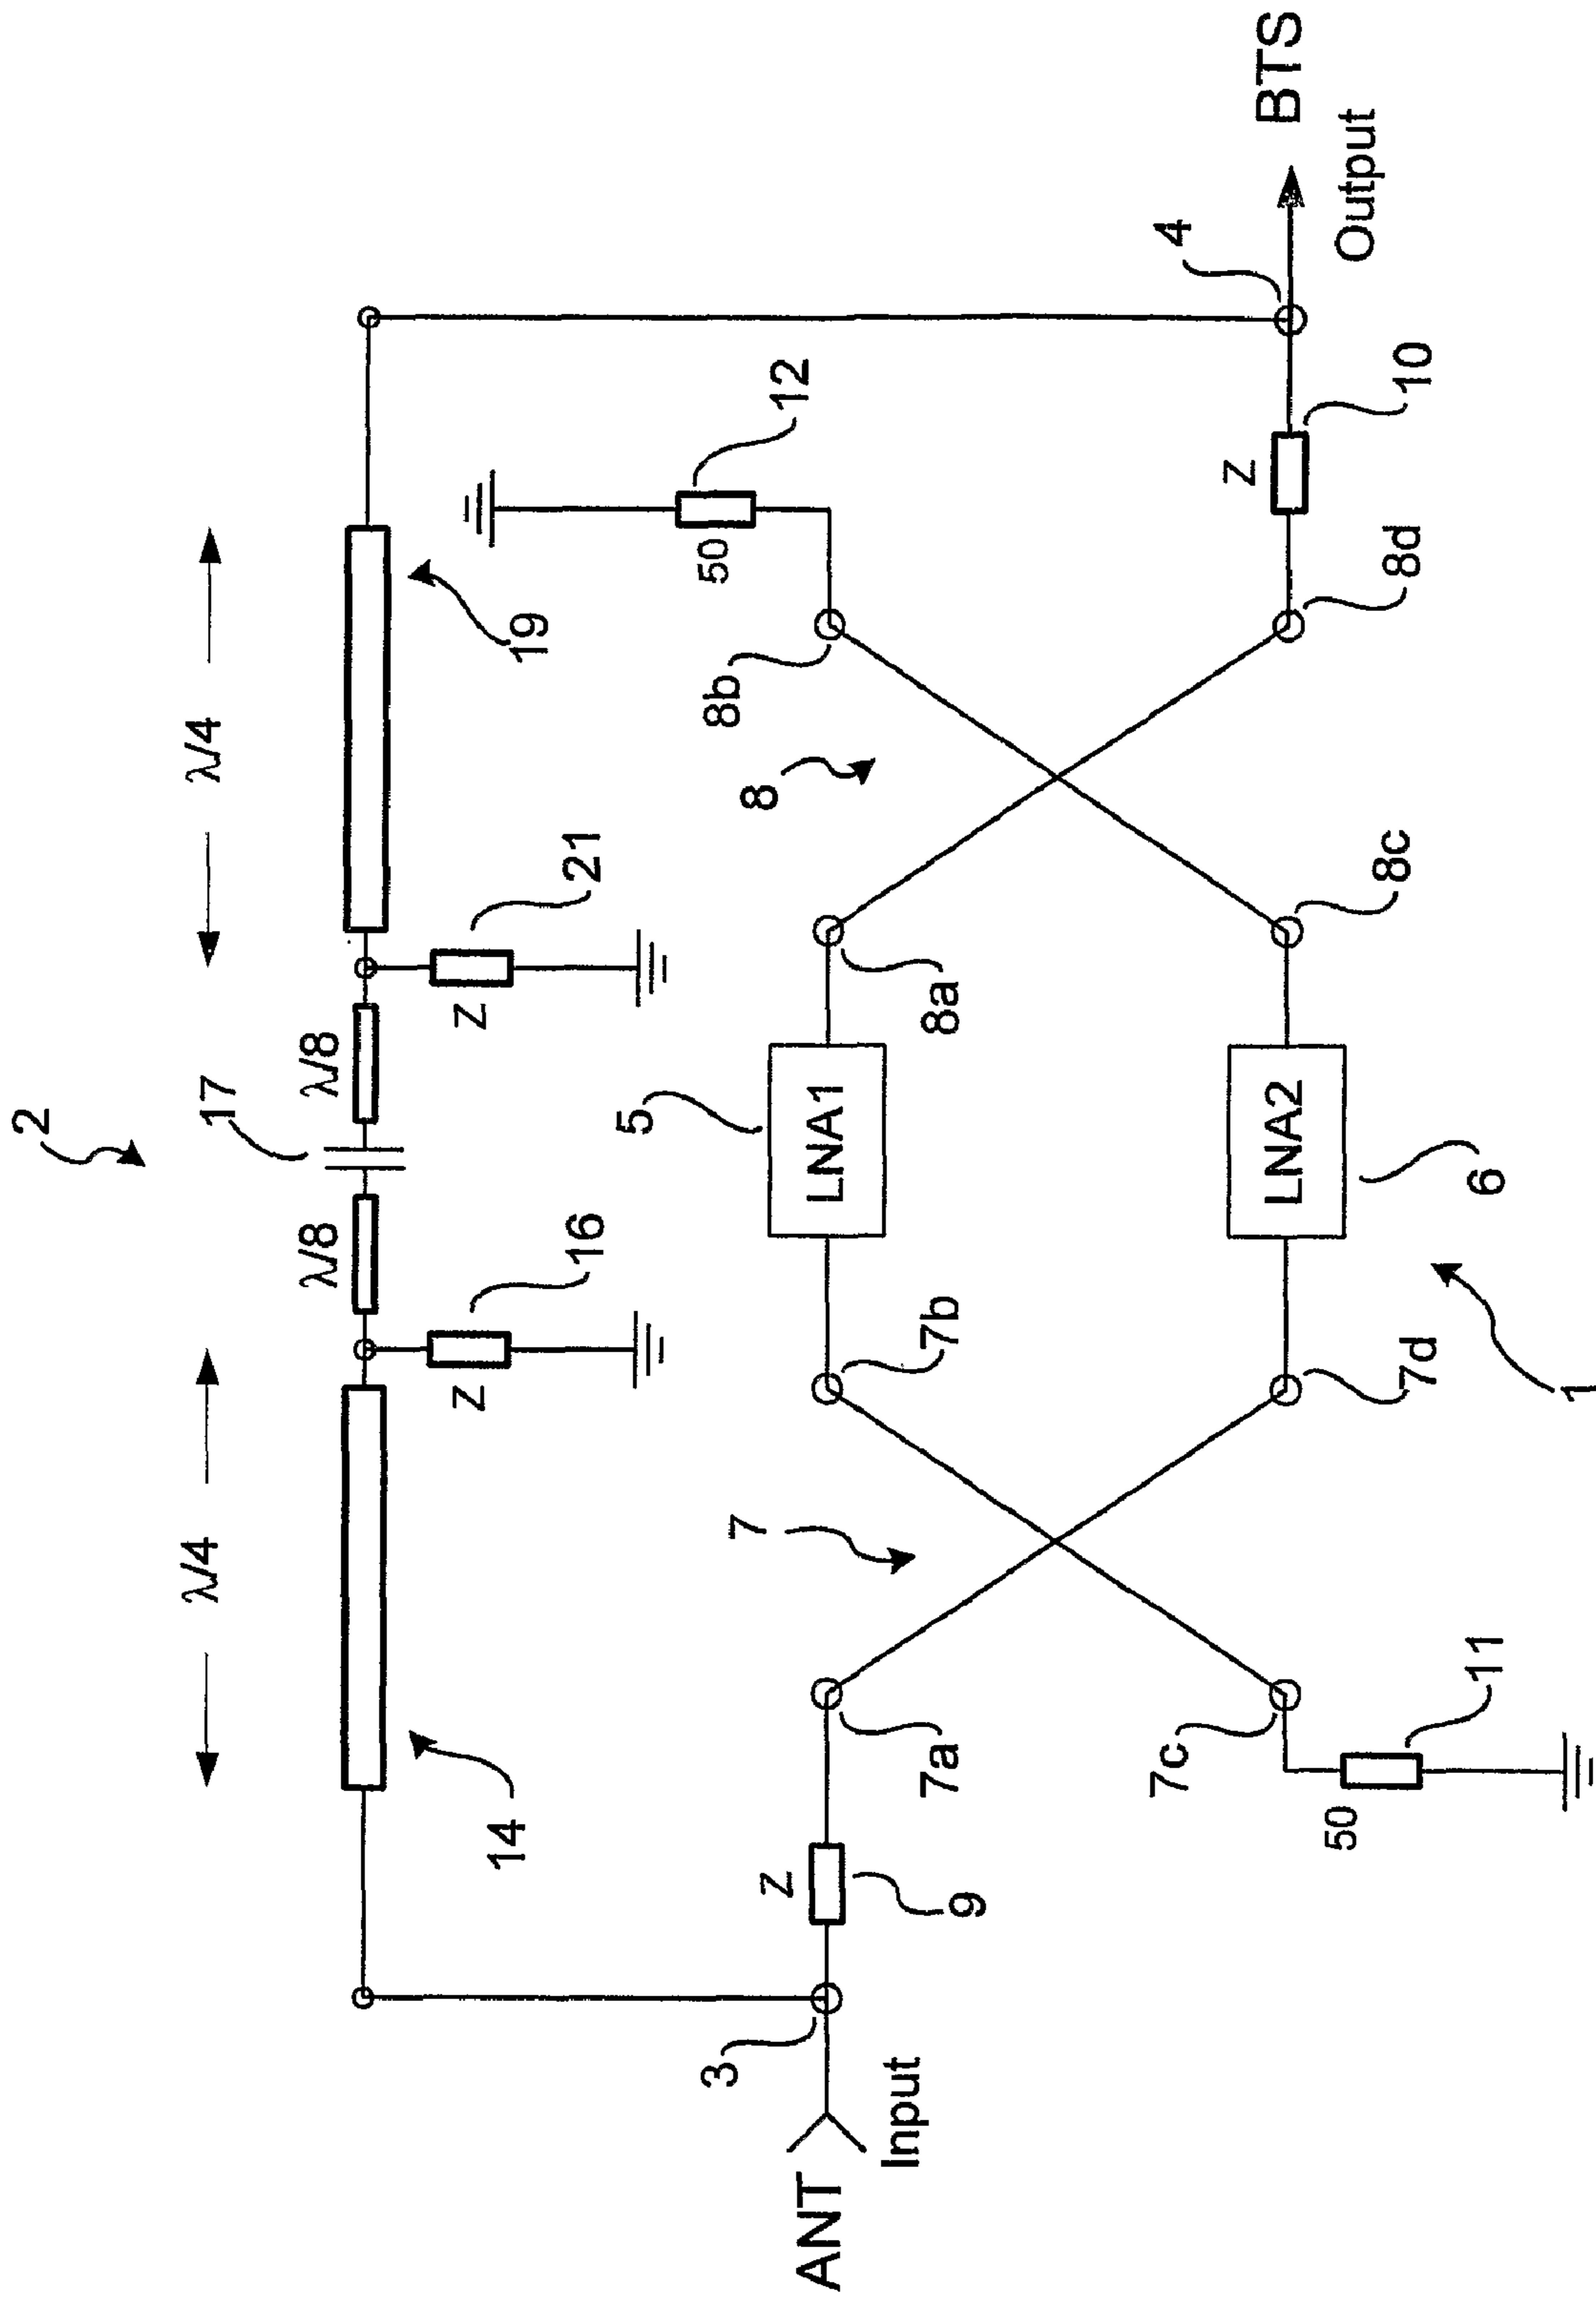 2
λ/4
λ/8
17
λ/8
λ/4
14
Z
16
Z
21
19
ANT
Input
3
Z
9
7a
7
7b
5
LNA1
8a
8
8b
50
12
7c
50
11
7d
1
LNA2
6
8c
8d
Z
10
4
BTS
Output